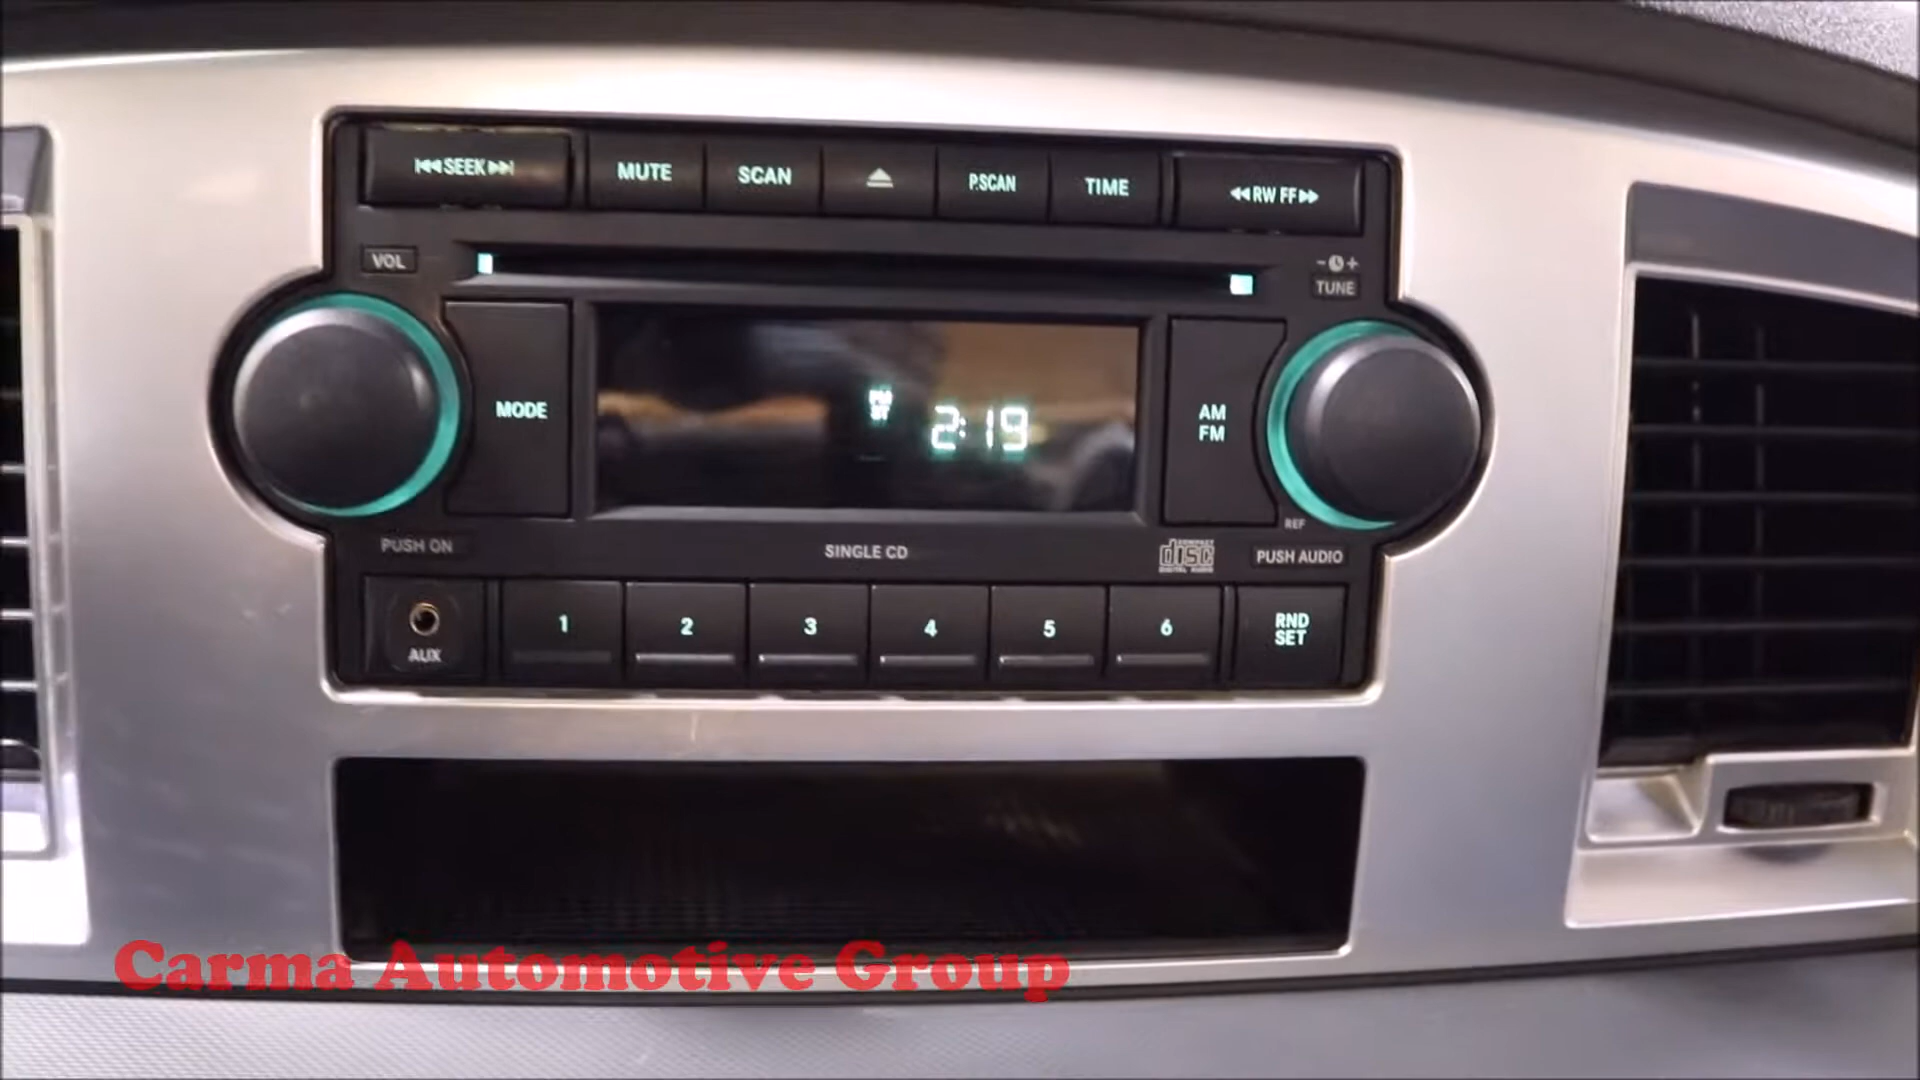 SEEK
MUTE
SCAN
P.SCAN
TIME
RW FF
VOL
- +
TUNE
MODE
2:19
AM
FM
REF
PUSH ON
SINGLE CD
COMPACT
disc
DIGITAL AUDIO
PUSH AUDIO
AUX
1
2
3
4
5
6
RND
SET
Carma Automotive Group